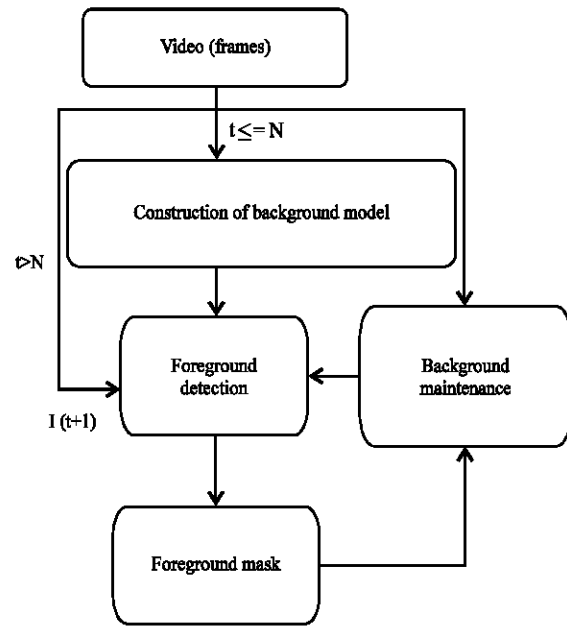 Video (frames)
t ≤= N
Construction of background model
t>N
Foreground
detection
Background
maintenance
I (t+1)
Foreground mask